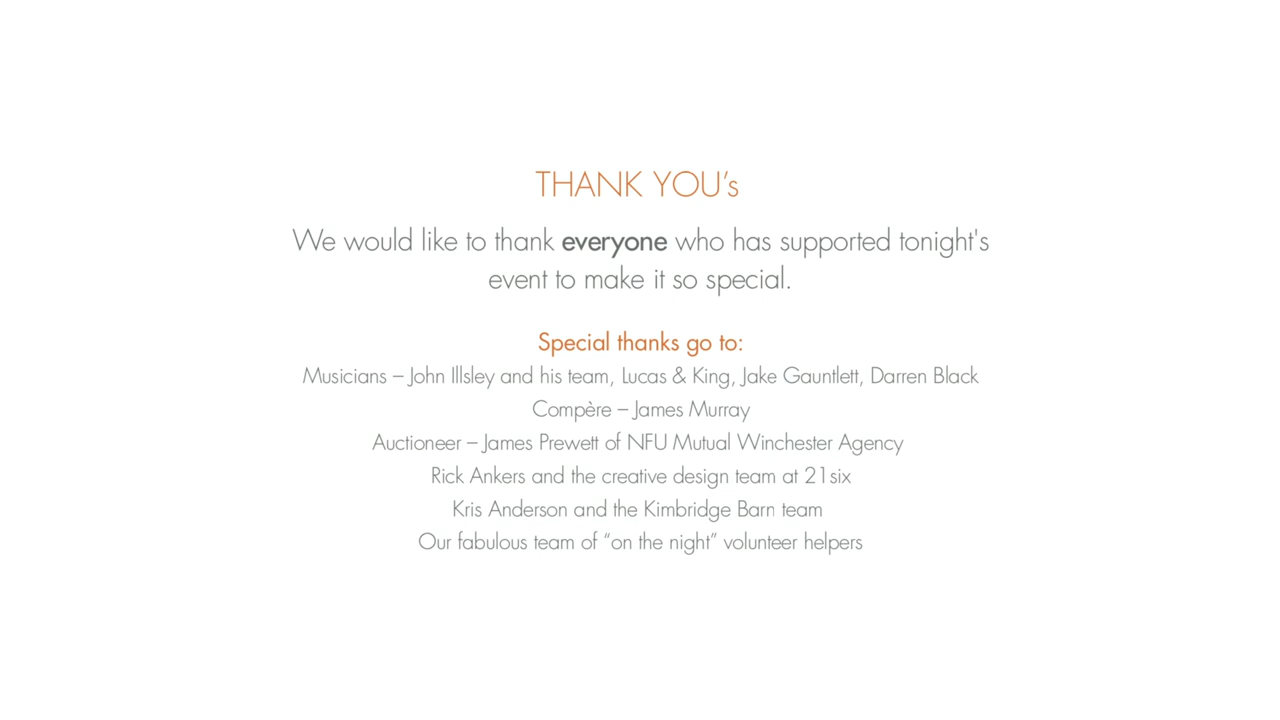 THANK YOU’s
We would like to thank everyone who has supported tonight's
event to make it so special.
Special thanks go to:
Musicians – John Illsley and his team, Lucas & King, Jake Gauntlett, Darren Black
Compère – James Murray
Auctioneer – James Prewett of NFU Mutual Winchester Agency
Rick Ankers and the creative design team at 21six
Kris Anderson and the Kimbridge Barn team
Our fabulous team of “on the night” volunteer helpers